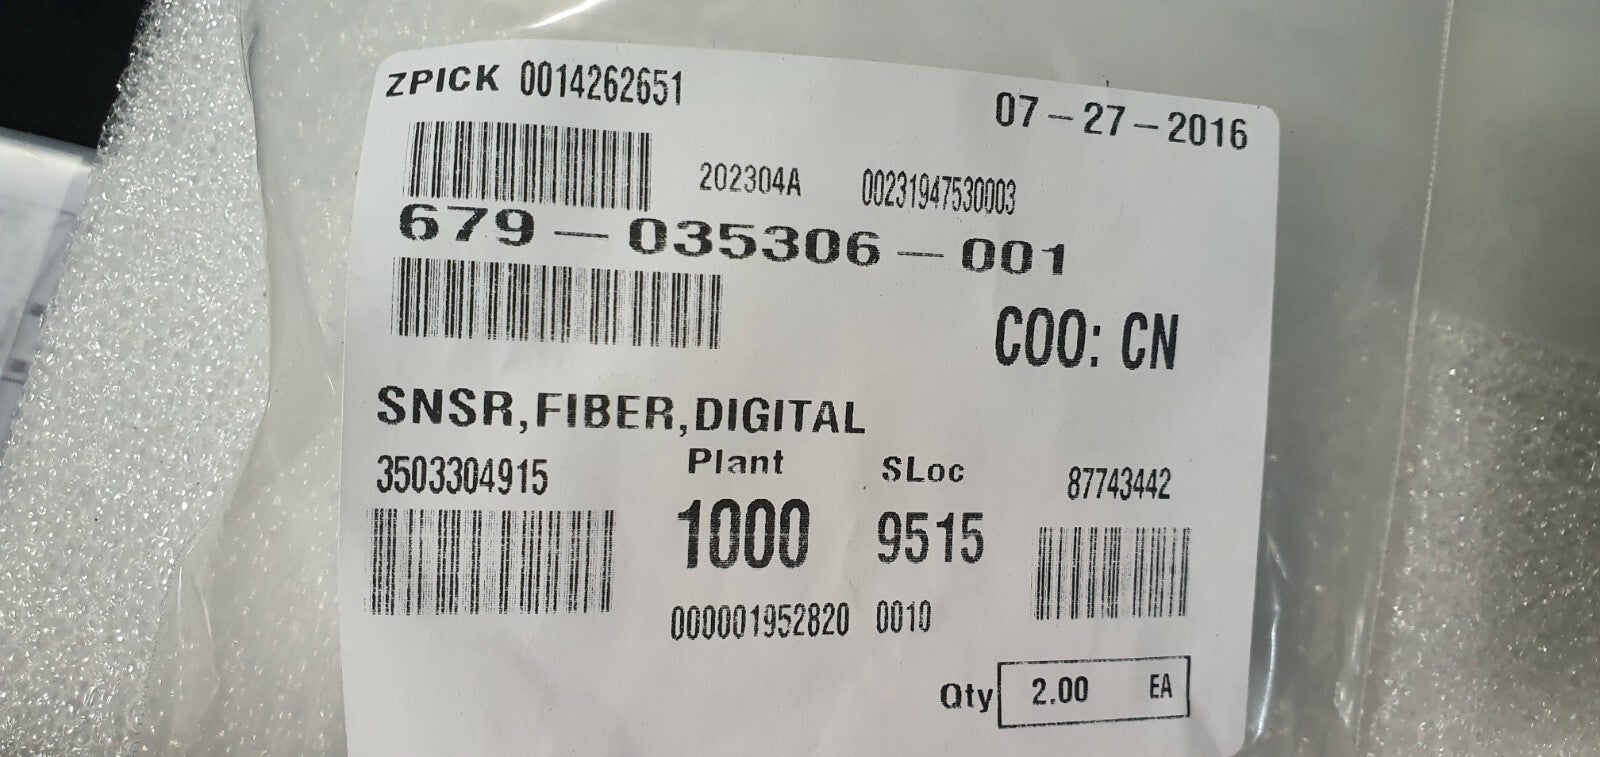 ZPICK 0014262651
07-27-2016
202304A 00231947530003
679-035306-001
COO: CN
SNSR,FIBER,DIGITAL
3503304915
Plant SLoc
87743442
1000 9515
000001952820 0010
Qty 2.00 EA